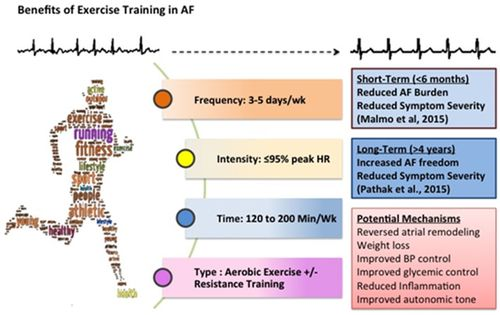 Benefits of Exercise Training in AF
active
outdoor
exercise
running
fitness
lifestyle
sport
people
athletic
young
healthy
health
Frequency: 3-5 days/wk
Intensity: ≤95% peak HR
Time: 120 to 200 Min/Wk
Type : Aerobic Exercise +/-
Resistance Training
Short-Term (<6 months)
Reduced AF Burden
Reduced Symptom Severity
(Malmo et al, 2015)
Long-Term (>4 years)
Increased AF freedom
Reduced Symptom Severity
(Pathak et al., 2015)
Potential Mechanisms
Reversed atrial remodeling
Weight loss
Improved BP control
Improved glycemic control
Reduced Inflammation
Improved autonomic tone